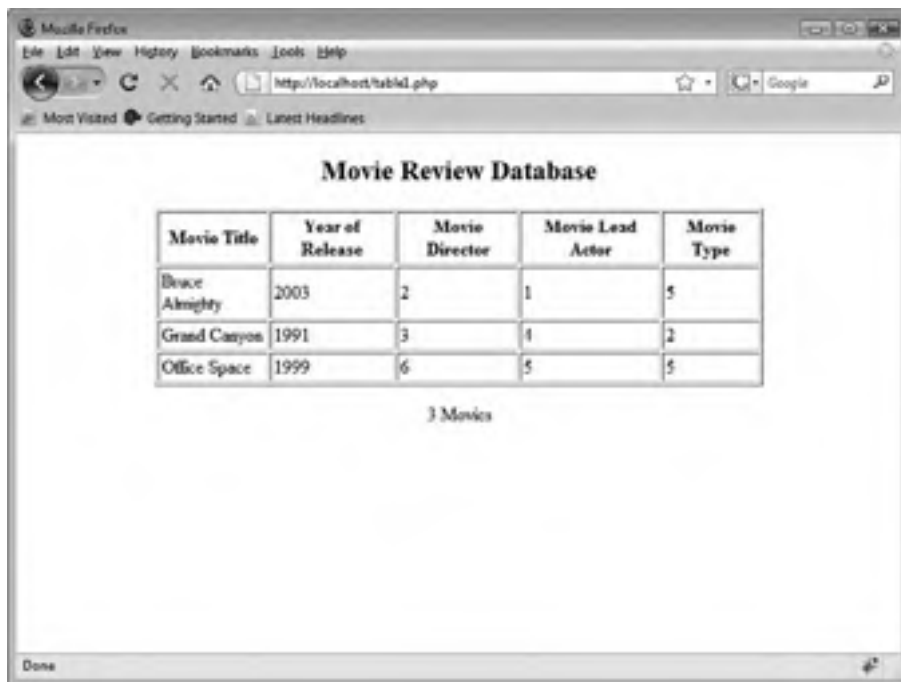 Mozilla Firefox
File Edit View History Bookmarks Tools Help
http://localhost/table1.php
Google
Most Visited Getting Started Latest Headlines
Movie Review Database
Movie Title Year of Release Movie Director Movie Lead Actor Movie Type
Bruce Almighty 2003 2 1 5
Grand Canyon 1991 3 4 2
Office Space 1999 6 5 5
3 Movies
Done